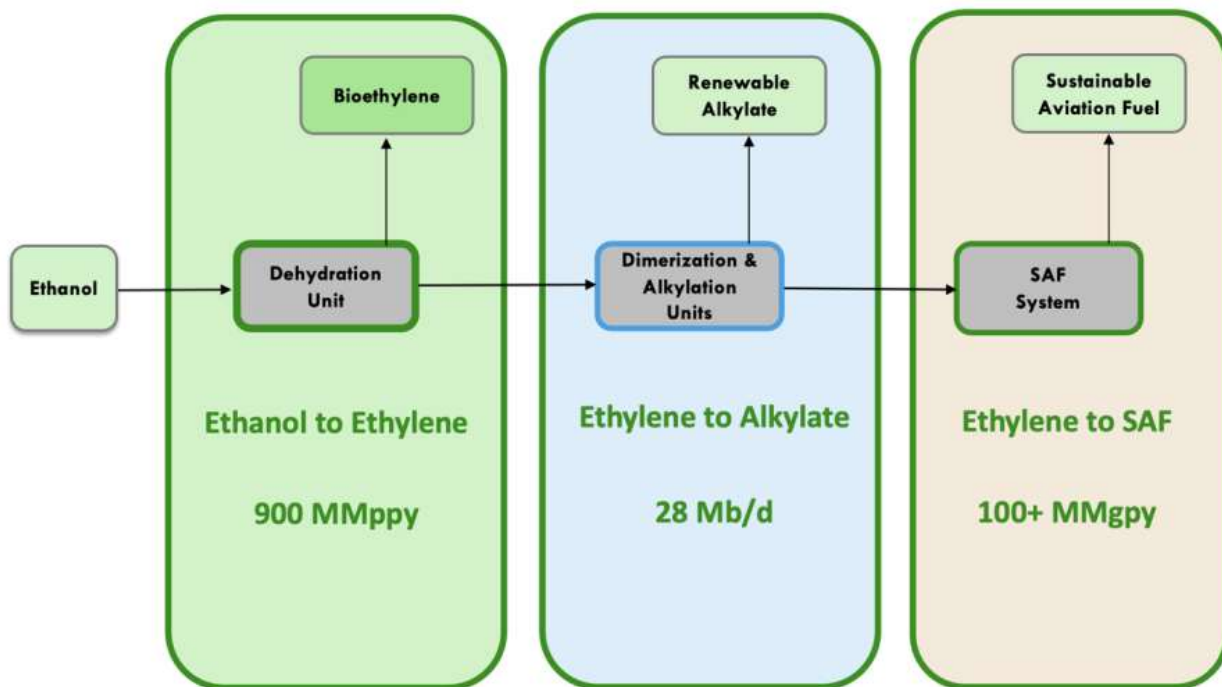 Bioethylene
Renewable
Alkylate
Sustainable
Aviation Fuel
Ethanol
Dehydration
Unit
Dimerization &
Alkylation
Units
SAF
System
Ethanol to Ethylene
Ethylene to Alkylate
Ethylene to SAF
900 MMppy
28 Mb/d
100+ MMgpy